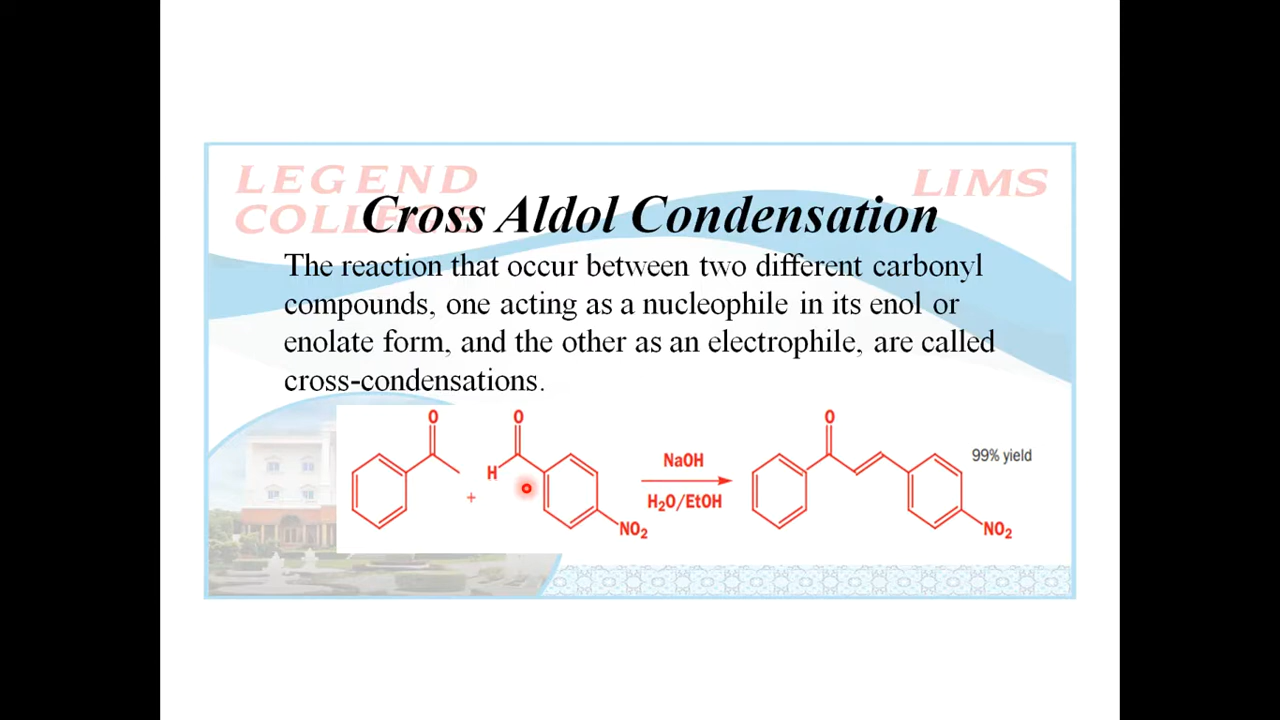 LEGEND
LIMS
COLLEGE
Cross Aldol Condensation
The reaction that occur between two different carbonyl
compounds, one acting as a nucleophile in its enol or
enolate form, and the other as an electrophile, are called
cross-condensations.
O
O
O
H
+
NaOH
H₂O/EtOH
99% yield
NO₂
NO₂